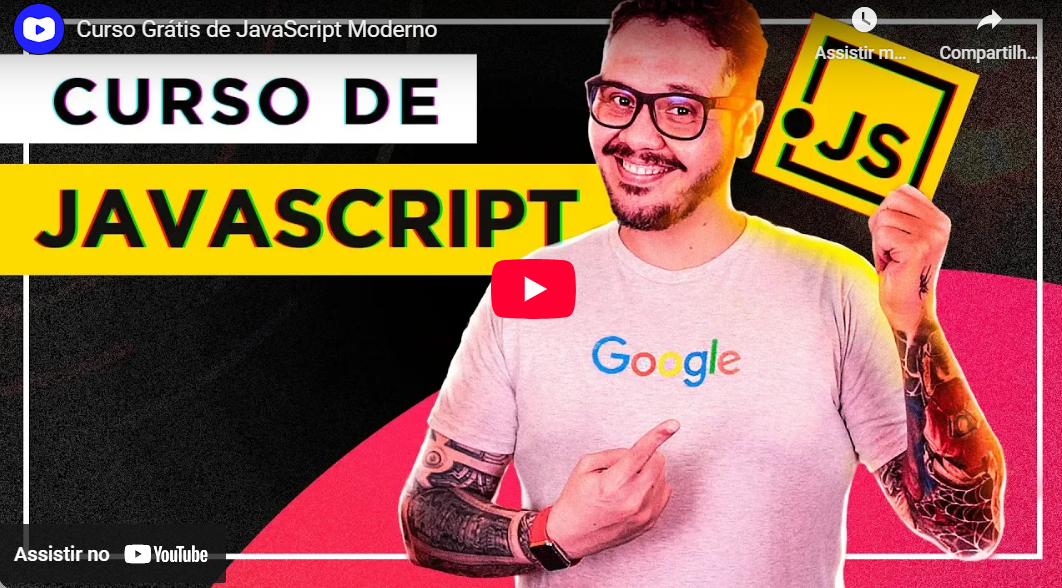 Curso Grátis de JavaScript Moderno
Assistir m...
Compartilh...
CURSO DE
JAVASCRIPT
.JS
Google
Assistir no YouTube